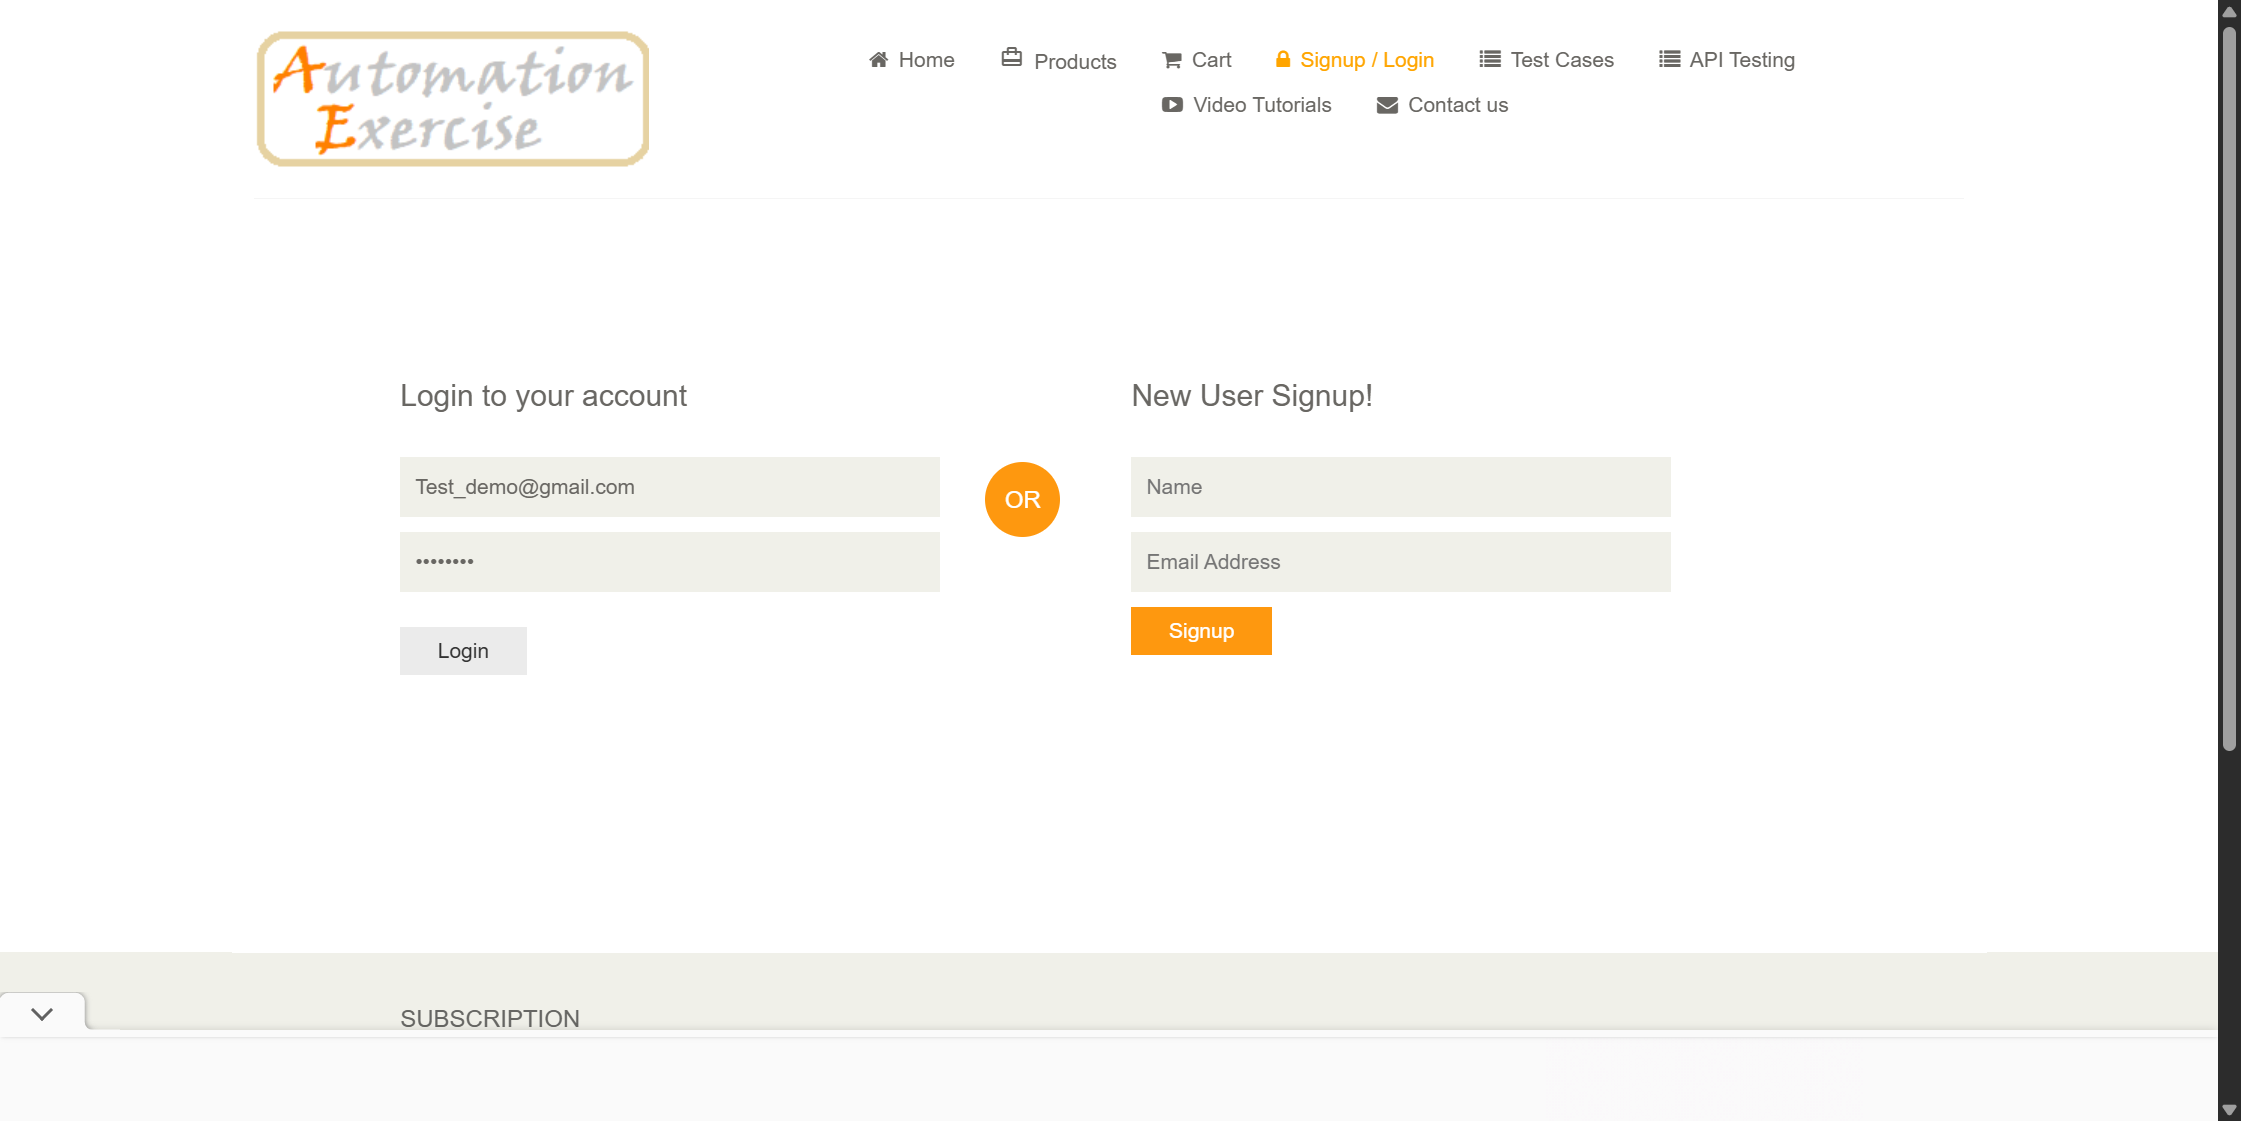 Automation
Exercise
Home Products Cart Signup / Login Test Cases API Testing
Video Tutorials Contact us
Login to your account
Test_demo@gmail.com
••••••••
Login
OR
New User Signup!
Name
Email Address
Signup
SUBSCRIPTION